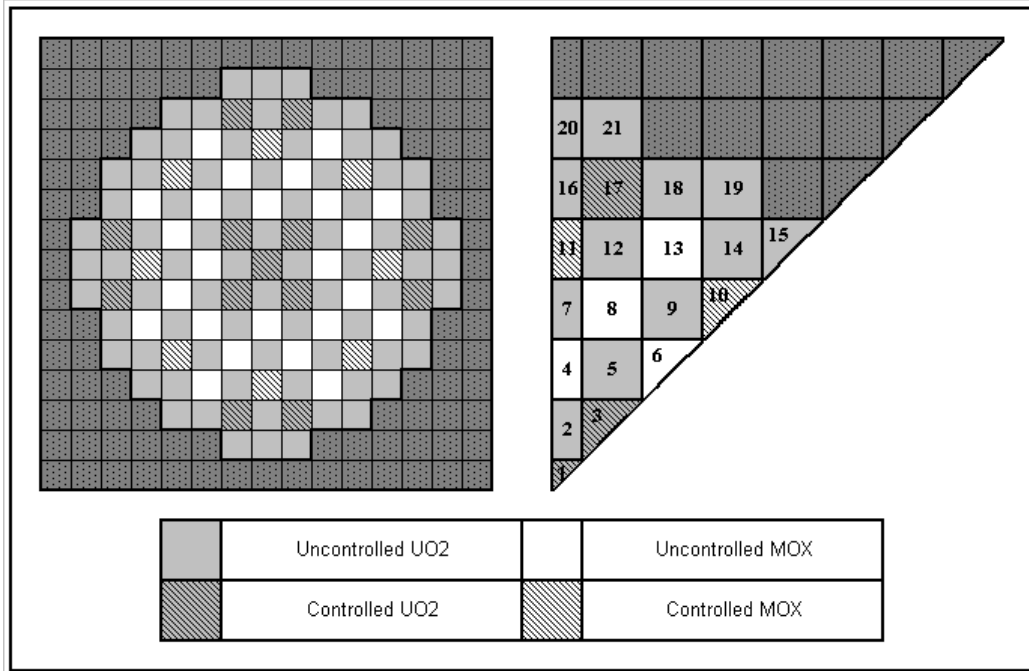 20 21
16 17 18 19
11 12 13 14 15
7 8 9 10
4 5 6
2 3
1
Uncontrolled UO2 Uncontrolled MOX
Controlled UO2 Controlled MOX